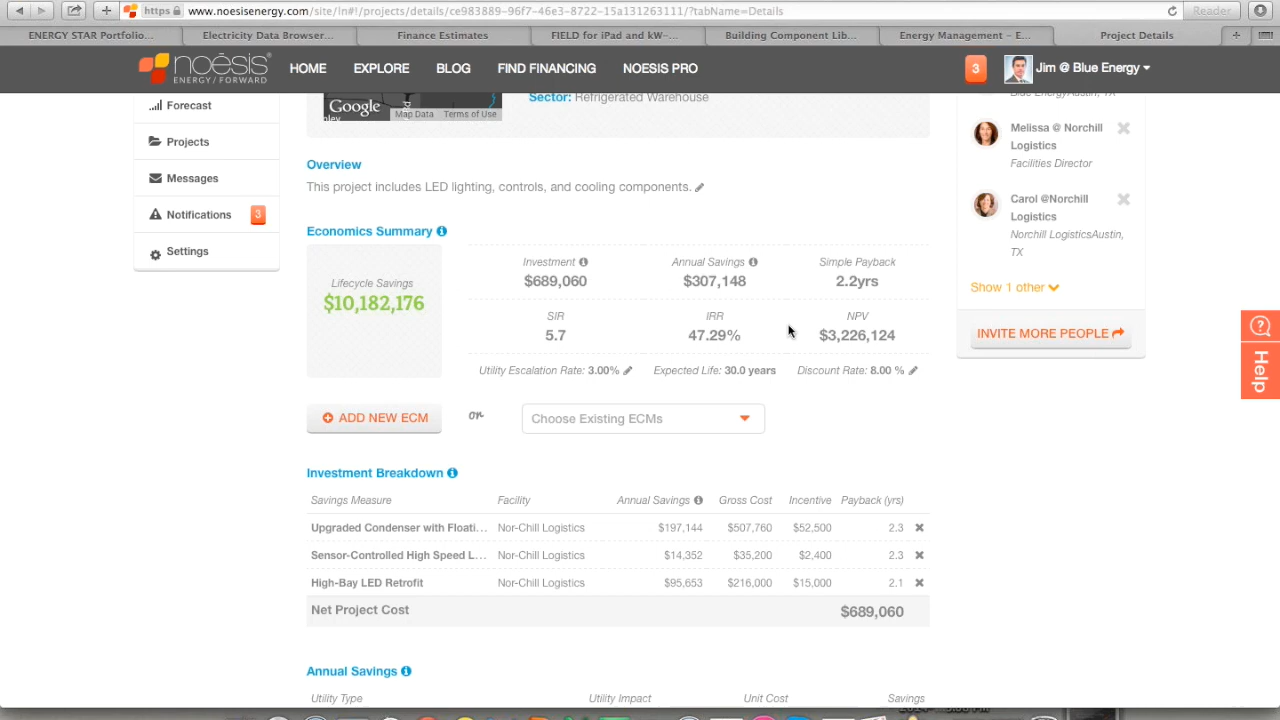 https www.noesisenergy.com/site/ln#!/projects/details/ce983889-96f7-46e3-8722-15a131263111/?tabName=Details Reader
ENERGY STAR Portfolio... Electricity Data Browser... Finance Estimates FIELD for iPad and kW-... Building Component Lib... Energy Management – E... Project Details
noēsis HOME EXPLORE BLOG FIND FINANCING NOESIS PRO 3 Jim @ Blue Energy
ENERGY/FORWARD
Forecast
Projects
Messages
Notifications 3
Settings
Google Map Data Terms of Use
Sector: Refrigerated Warehouse
Overview
This project includes LED lighting, controls, and cooling components.
Economics Summary
Lifecycle Savings
$10,182,176
Investment Annual Savings Simple Payback
$689,060 $307,148 2.2yrs
SIR IRR NPV
5.7 47.29% $3,226,124
Utility Escalation Rate: 3.00% Expected Life: 30.0 years Discount Rate: 8.00 %
ADD NEW ECM or Choose Existing ECMs
Investment Breakdown
Savings Measure Facility Annual Savings Gross Cost Incentive Payback (yrs)
Upgraded Condenser with Floati... Nor-Chill Logistics $197,144 $507,760 $52,500 2.3
Sensor-Controlled High Speed L... Nor-Chill Logistics $14,352 $35,200 $2,400 2.3
High-Bay LED Retrofit Nor-Chill Logistics $95,653 $216,000 $15,000 2.1
Net Project Cost $689,060
Annual Savings
Utility Type Utility Impact Unit Cost Savings
Blue EnergyAustin, TX
Melissa @ Norchill
Logistics
Facilities Director
Carol @Norchill
Logistics
Norchill LogisticsAustin,
TX
Show 1 other
INVITE MORE PEOPLE
Help